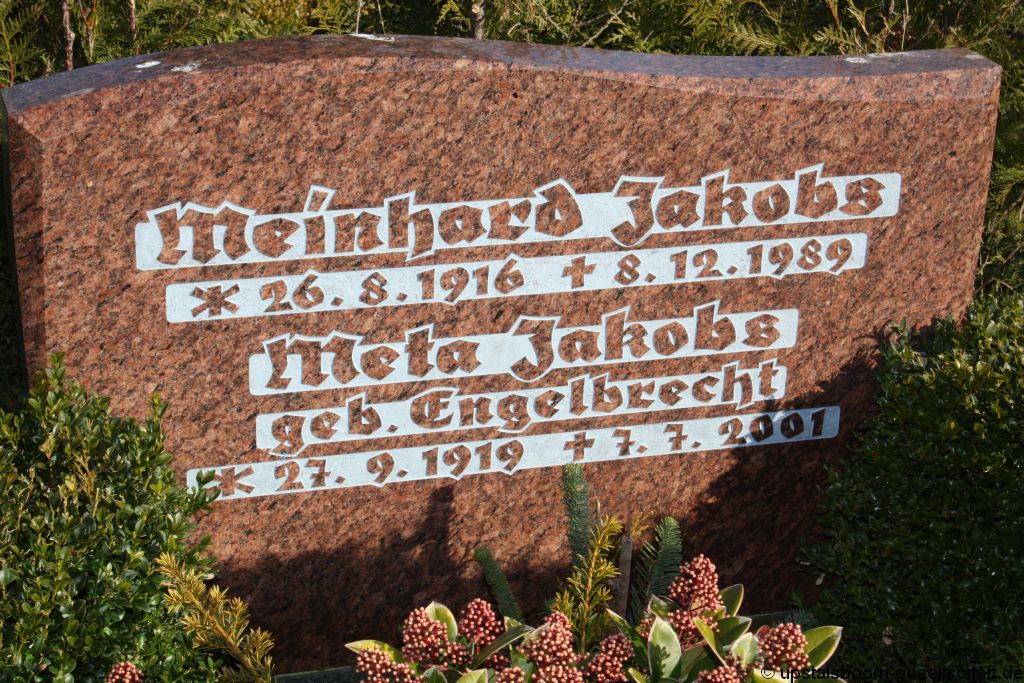 Meinhard Jakobs
* 26.8.1916 ✝ 8.12.1989
Meta Jakobs
geb. Engelbrecht
* 27.9.1919 ✝ 7.7.2001
© upstalsboom-gesellschaft.de